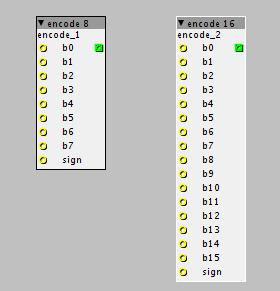 encode 8
encode_1
b0
b1
b2
b3
b4
b5
b6
b7
sign
encode 16
encode_2
b0
b1
b2
b3
b4
b5
b6
b7
b8
b9
b10
b11
b12
b13
b14
b15
sign